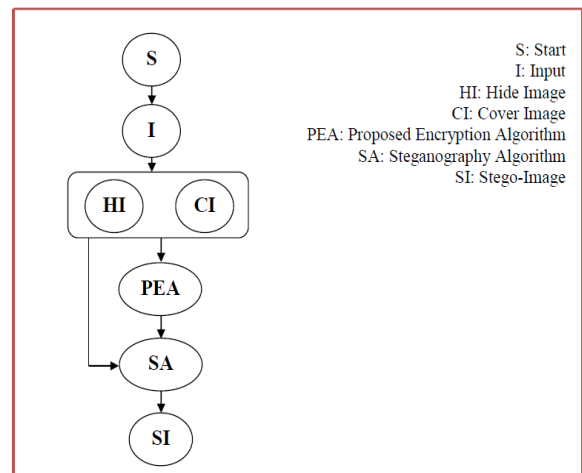 S
I
HI
CI
PEA
SA
SI
S: Start
I: Input
HI: Hide Image
CI: Cover Image
PEA: Proposed Encryption Algorithm
SA: Steganography Algorithm
SI: Stego-Image